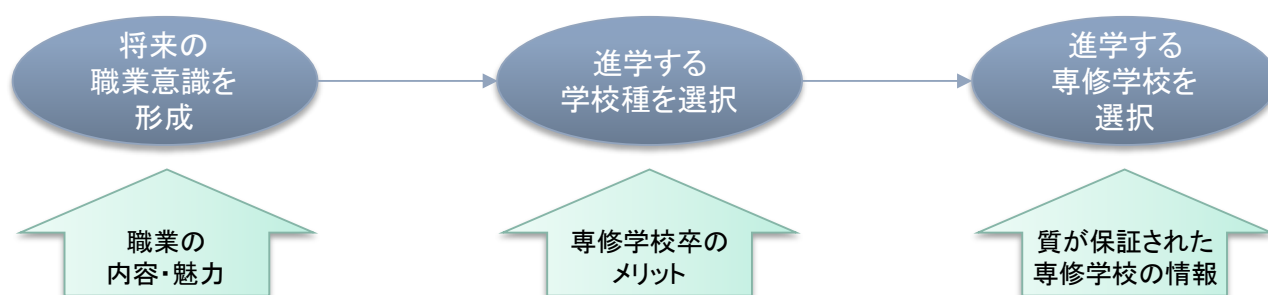 将来の
職業意識を
形成
進学する
学校種を選択
進学する
専修学校を
選択
職業の
内容・魅力
専修学校卒の
メリット
質が保証された
専修学校の情報